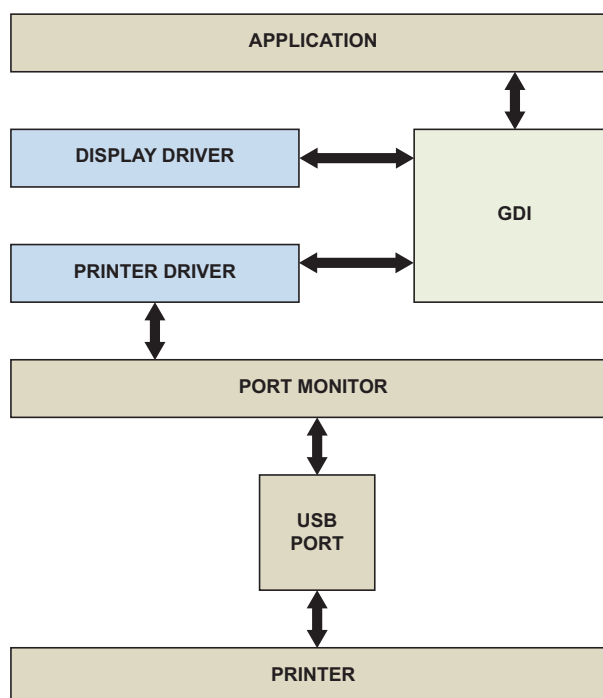 APPLICATION
DISPLAY DRIVER
GDI
PRINTER DRIVER
PORT MONITOR
USB
PORT
PRINTER